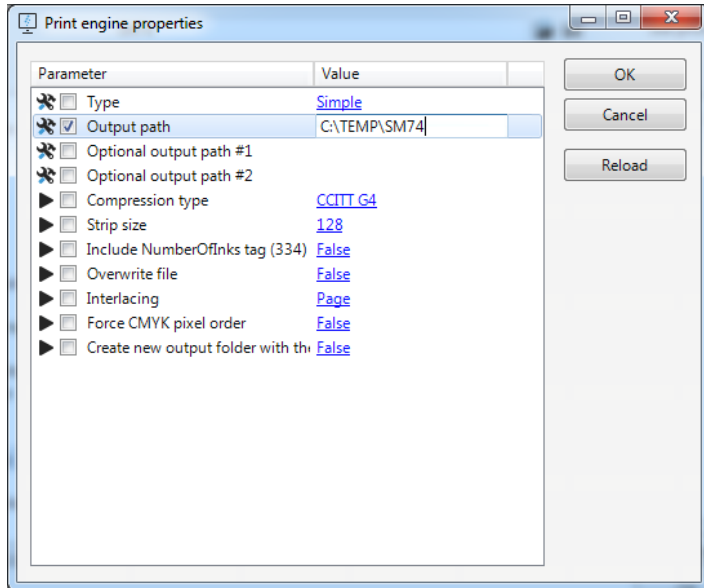 Print engine properties
Parameter Value
Type Simple
Output path C:\TEMP\SM74
Optional output path #1
Optional output path #2
Compression type CCITT G4
Strip size 128
Include NumberOfInks tag (334) False
Overwrite file False
Interlacing Page
Force CMYK pixel order False
Create new output folder with the False
OK
Cancel
Reload